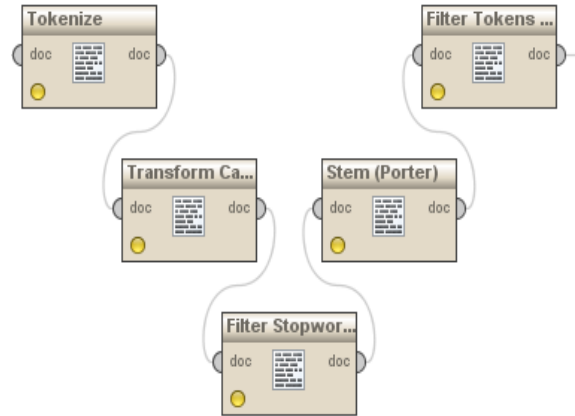 Tokenize
doc doc
Transform Ca...
doc doc
Filter Stopwor...
doc doc
Stem (Porter)
doc doc
Filter Tokens ...
doc doc